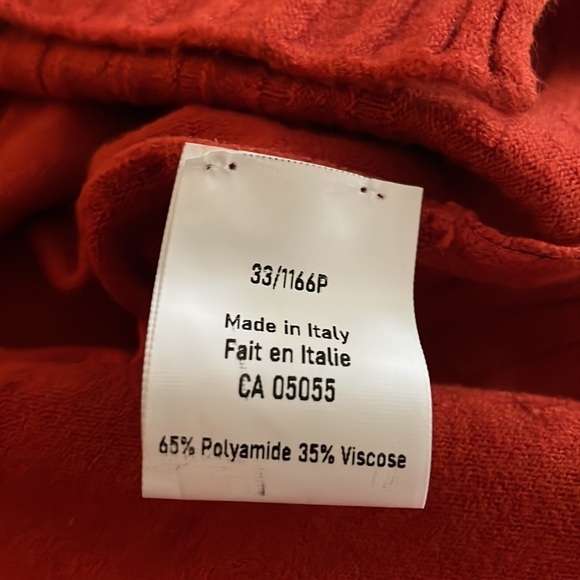 33/1166P
Made in Italy
Fait en Italie
CA 05055
65% Polyamide 35% Viscose